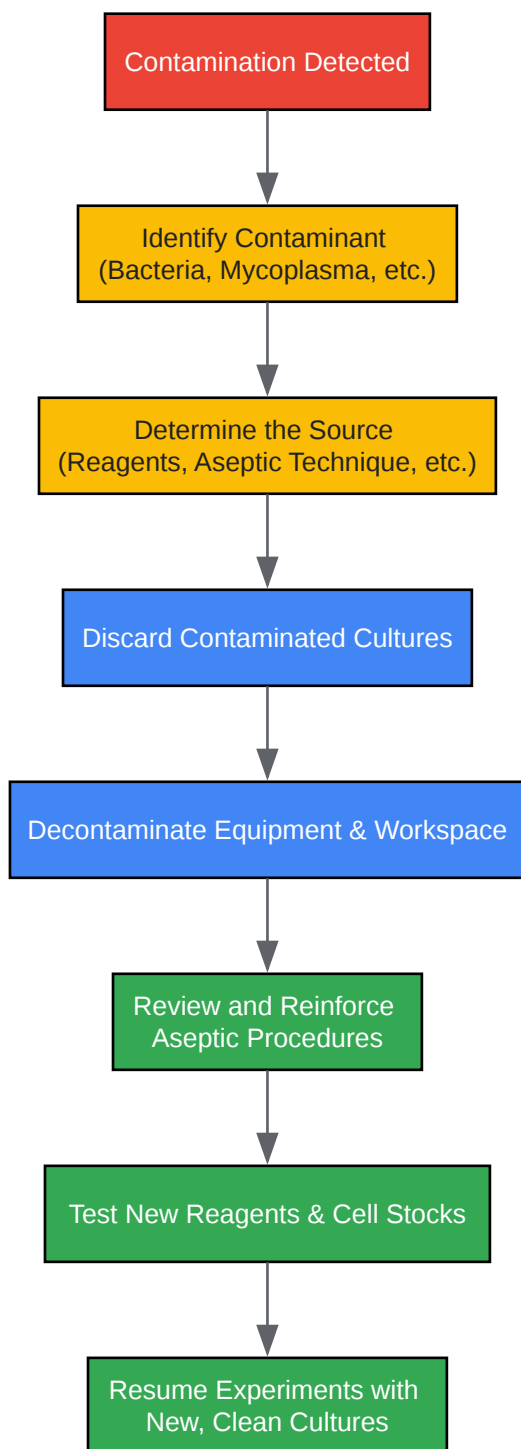 Contamination Detected
Identify Contaminant
(Bacteria, Mycoplasma, etc.)
Determine the Source
(Reagents, Aseptic Technique, etc.)
Discard Contaminated Cultures
Decontaminate Equipment & Workspace
Review and Reinforce
Aseptic Procedures
Test New Reagents & Cell Stocks
Resume Experiments with
New, Clean Cultures